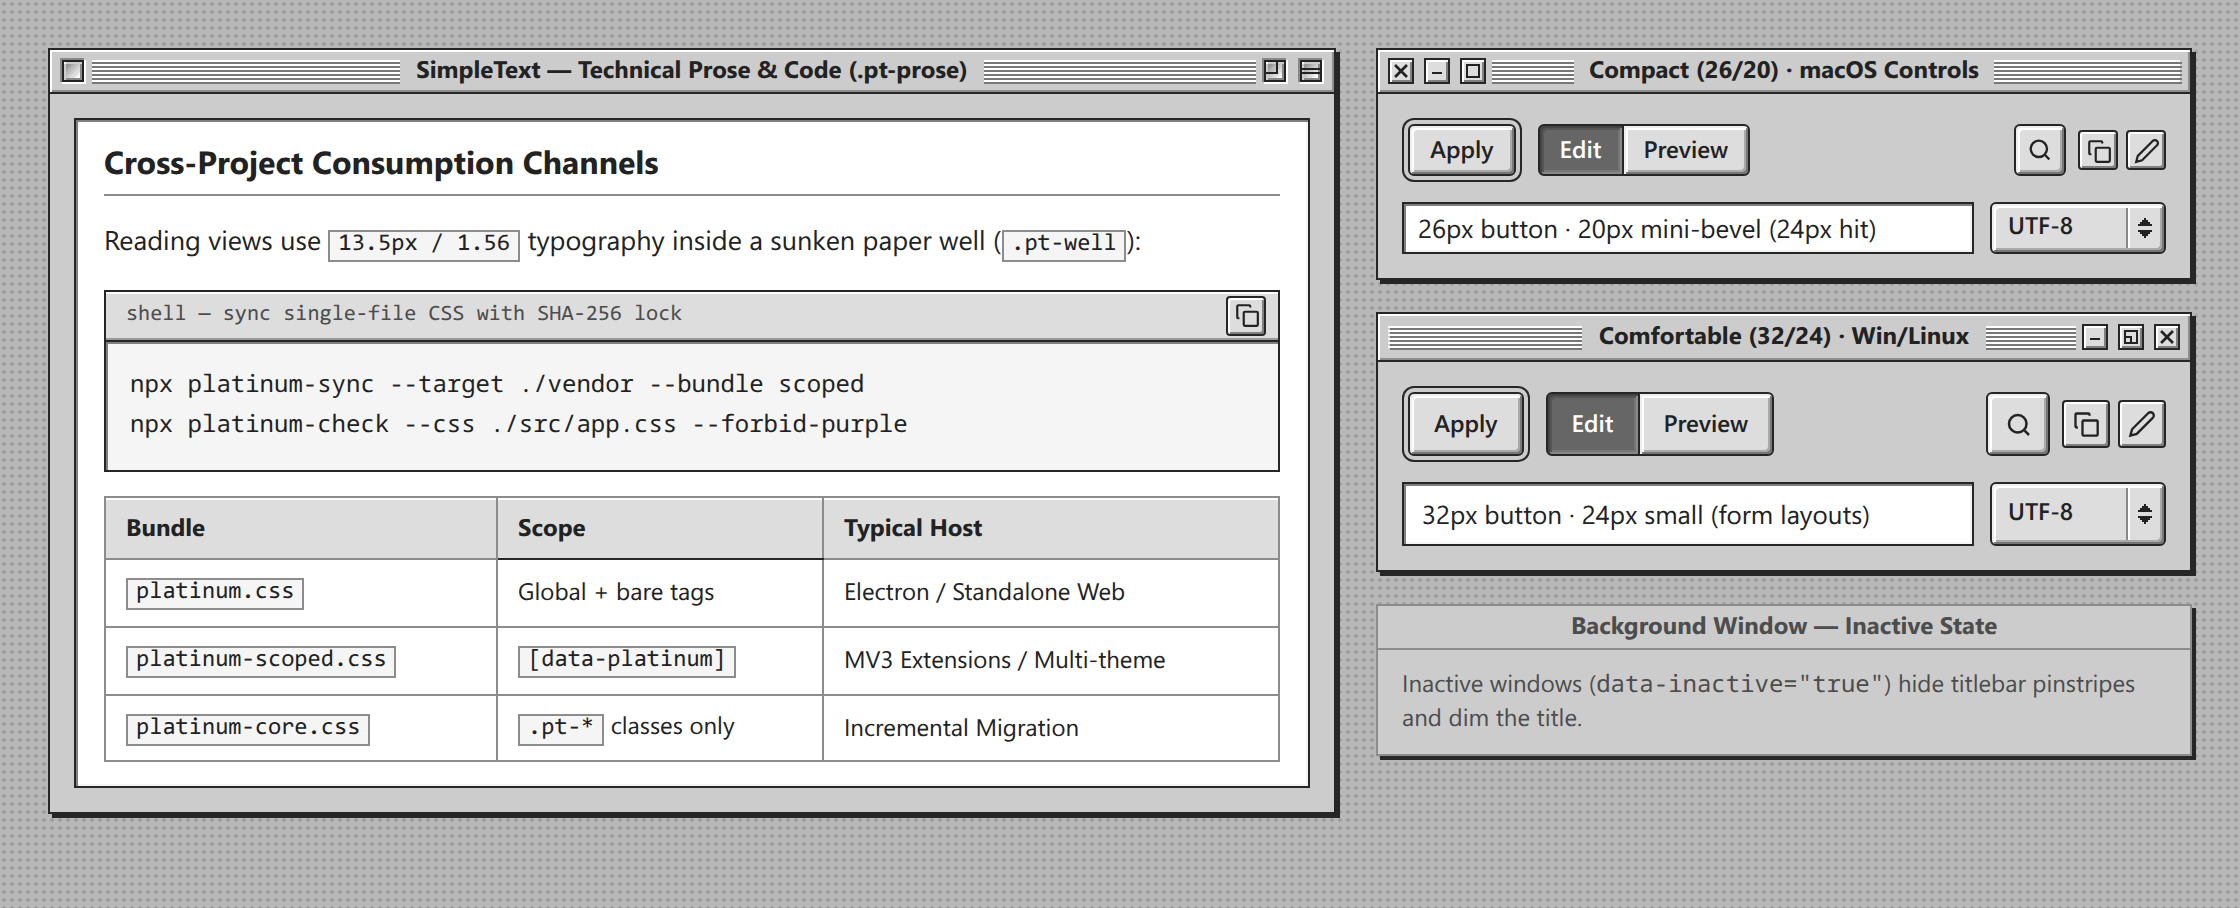 SimpleText — Technical Prose & Code (.pt-prose)
Cross-Project Consumption Channels
Reading views use 13.5px / 1.56 typography inside a sunken paper well (.pt-well):
shell — sync single-file CSS with SHA-256 lock
npx platinum-sync --target ./vendor --bundle scoped
npx platinum-check --css ./src/app.css --forbid-purple
Bundle Scope Typical Host
platinum.css Global + bare tags Electron / Standalone Web
platinum-scoped.css [data-platinum] MV3 Extensions / Multi-theme
platinum-core.css .pt-* classes only Incremental Migration
Compact (26/20) · macOS Controls
Apply Edit Preview
26px button · 20px mini-bevel (24px hit) UTF-8
Comfortable (32/24) · Win/Linux
Apply Edit Preview
32px button · 24px small (form layouts) UTF-8
Background Window — Inactive State
Inactive windows (data-inactive="true") hide titlebar pinstripes
and dim the title.